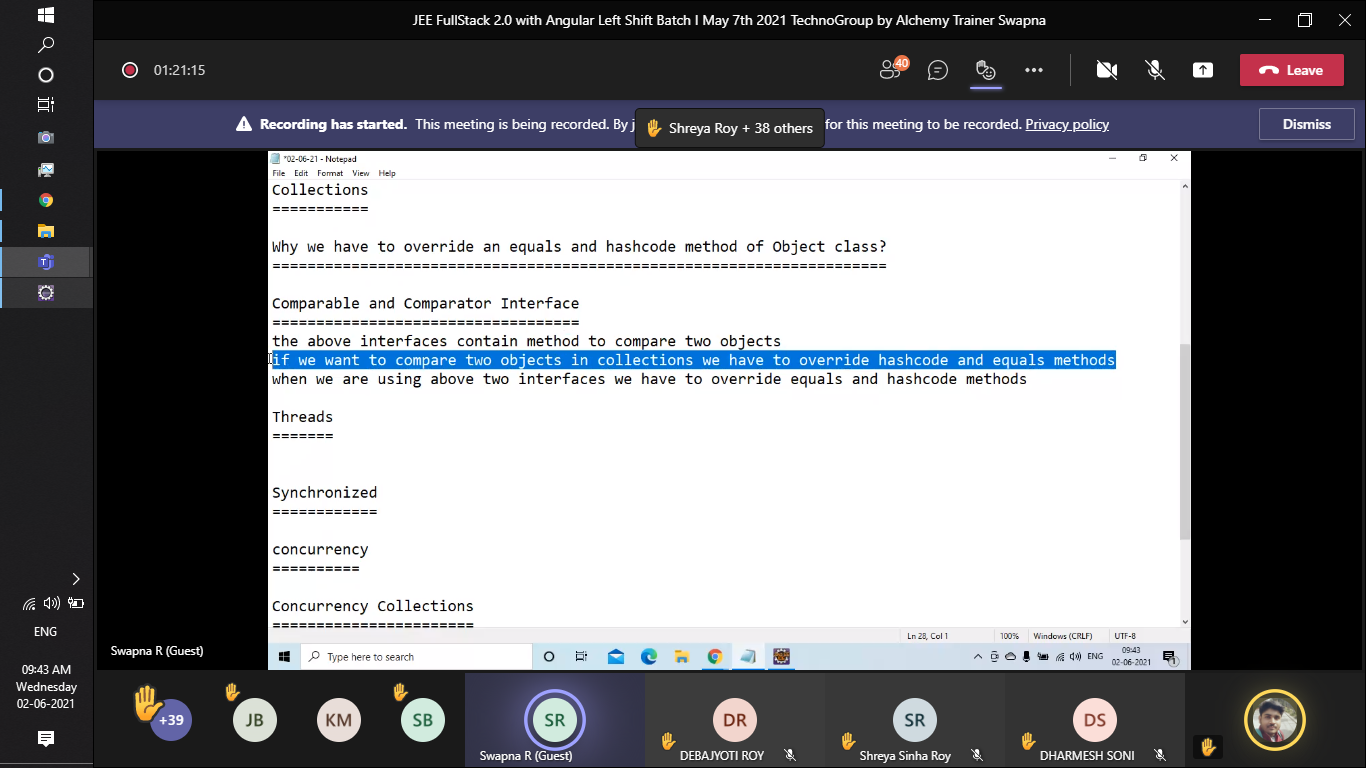 JEE FullStack 2.0 with Angular Left Shift Batch I May 7th 2021 TechnoGroup by Alchemy Trainer Swapna
01:21:15
40
Leave
Recording has started. This meeting is being recorded. By j
Shreya Roy + 38 others
for this meeting to be recorded. Privacy policy
Dismiss
*02-06-21 - Notepad
File Edit Format View Help
Collections
===========
Why we have to override an equals and hashcode method of Object class?
======================================================================
Comparable and Comparator Interface
===================================
the above interfaces contain method to compare two objects
if we want to compare two objects in collections we have to override hashcode and equals methods
when we are using above two interfaces we have to override equals and hashcode methods
Threads
=======
Synchronized
============
concurrency
==========
Concurrency Collections
=======================
Ln 28, Col 1
100%
Windows (CRLF)
UTF-8
Type here to search
ENG
09:43
02-06-2021
1
Swapna R (Guest)
ENG
09:43 AM
Wednesday
02-06-2021
+39
JB
KM
SB
SR
Swapna R (Guest)
DR
DEBAJYOTI ROY
SR
Shreya Sinha Roy
DS
DHARMESH SONI